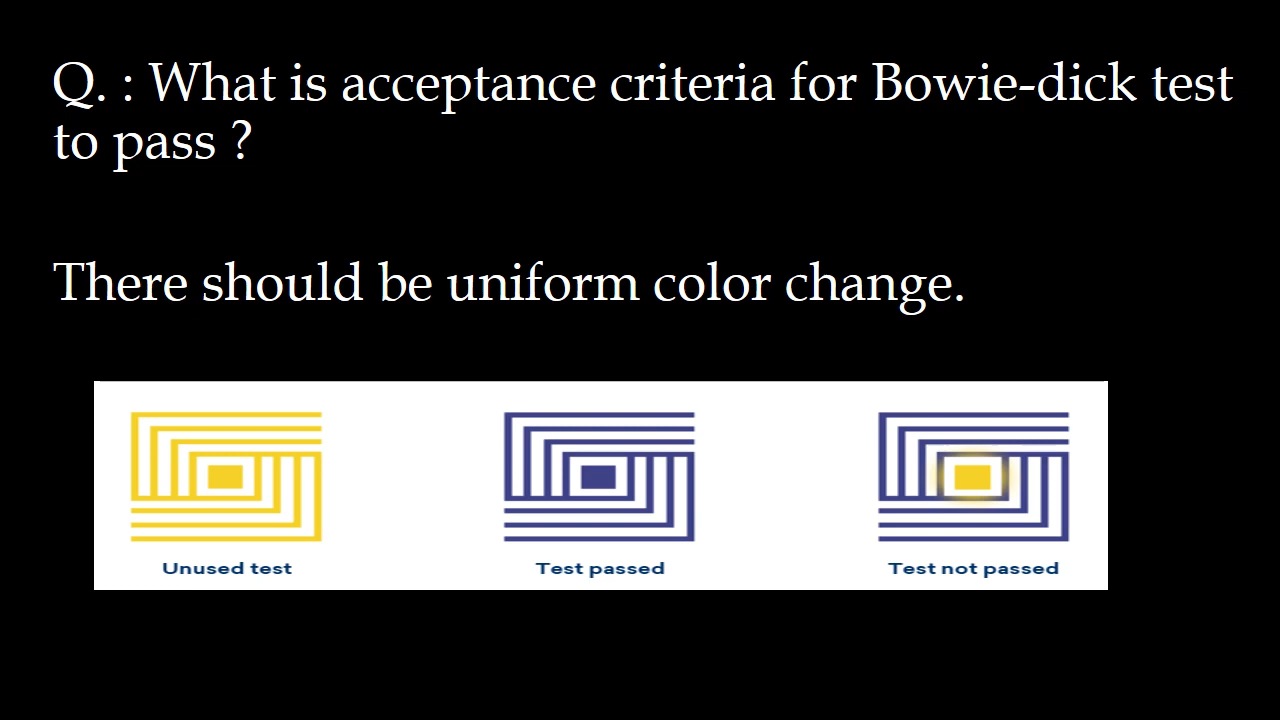 Q. : What is acceptance criteria for Bowie-dick test
to pass ?
There should be uniform color change.
Unused test
Test passed
Test not passed